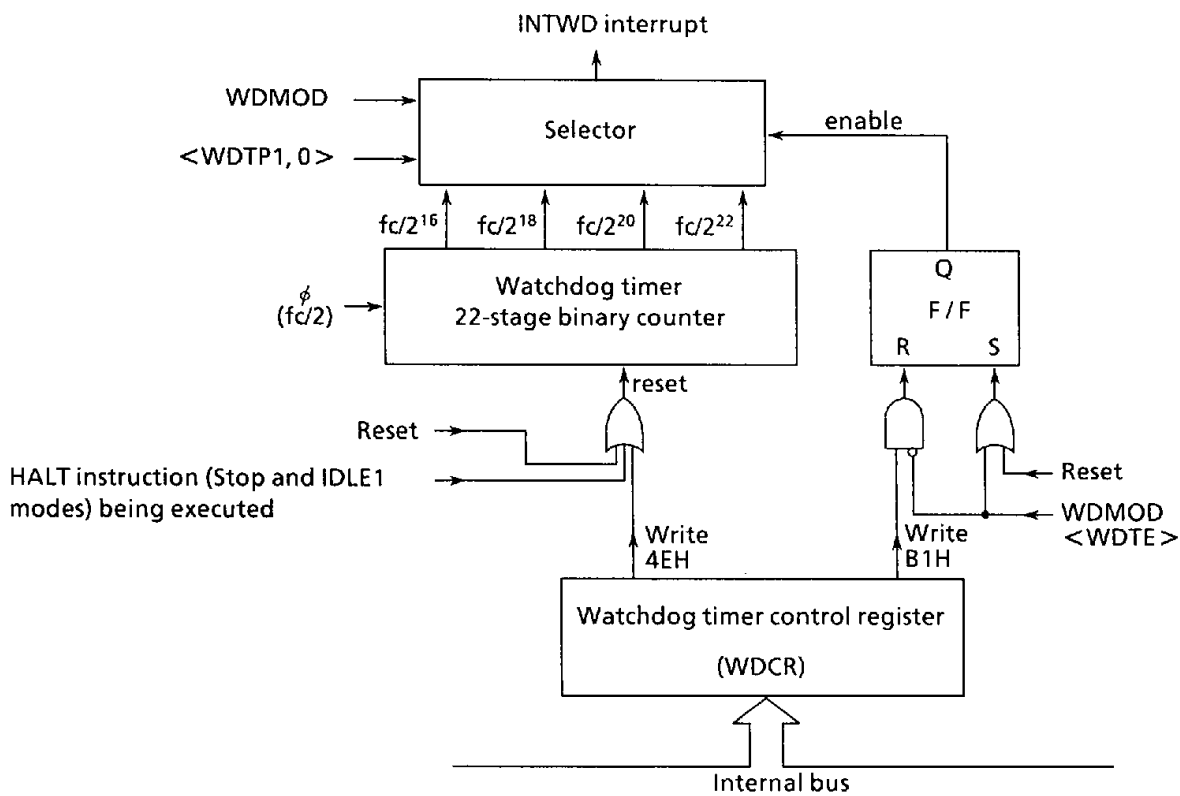 INTWD interrupt
WDMOD
<WDTP1, 0>
Selector
enable
fc/2¹⁶
fc/2¹⁸
fc/2²⁰
fc/2²²
ϕ
(fc/2)
Watchdog timer
22-stage binary counter
Q
F / F
R
S
reset
Reset
HALT instruction (Stop and IDLE1
modes) being executed
Reset
WDMOD
<WDTE>
Write
4EH
Write
B1H
Watchdog timer control register
(WDCR)
Internal bus